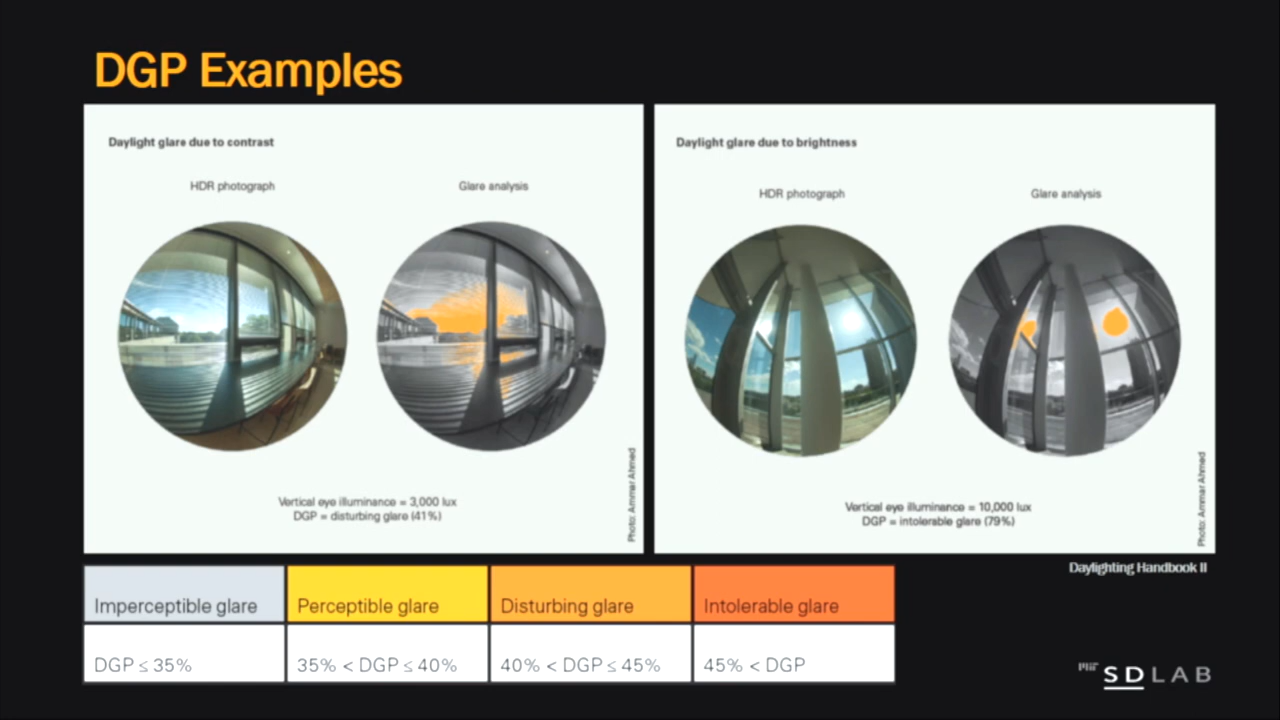 DGP Examples
Daylight glare due to contrast
HDR photograph
Glare analysis
Vertical eye illuminance = 3,000 lux
DGP = disturbing glare (41%)
Photo: Ammar Ahmed
Daylight glare due to brightness
HDR photograph
Glare analysis
Vertical eye illuminance = 10,000 lux
DGP = intolerable glare (79%)
Photo: Ammar Ahmed
Daylighting Handbook II
Imperceptible glare
Perceptible glare
Disturbing glare
Intolerable glare
DGP ≤ 35%
35% < DGP ≤ 40%
40% < DGP ≤ 45%
45% < DGP
MIT SDLAB